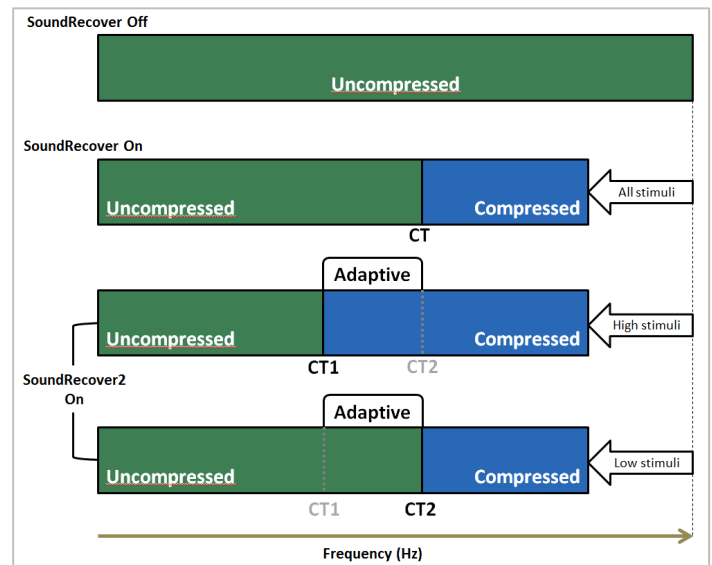 SoundRecover Off
Uncompressed
SoundRecover On
Uncompressed
Compressed
All stimuli
CT
Adaptive
Uncompressed
Compressed
High stimuli
CT1
CT2
SoundRecover2
On
Adaptive
Uncompressed
Compressed
Low stimuli
CT1
CT2
Frequency (Hz)